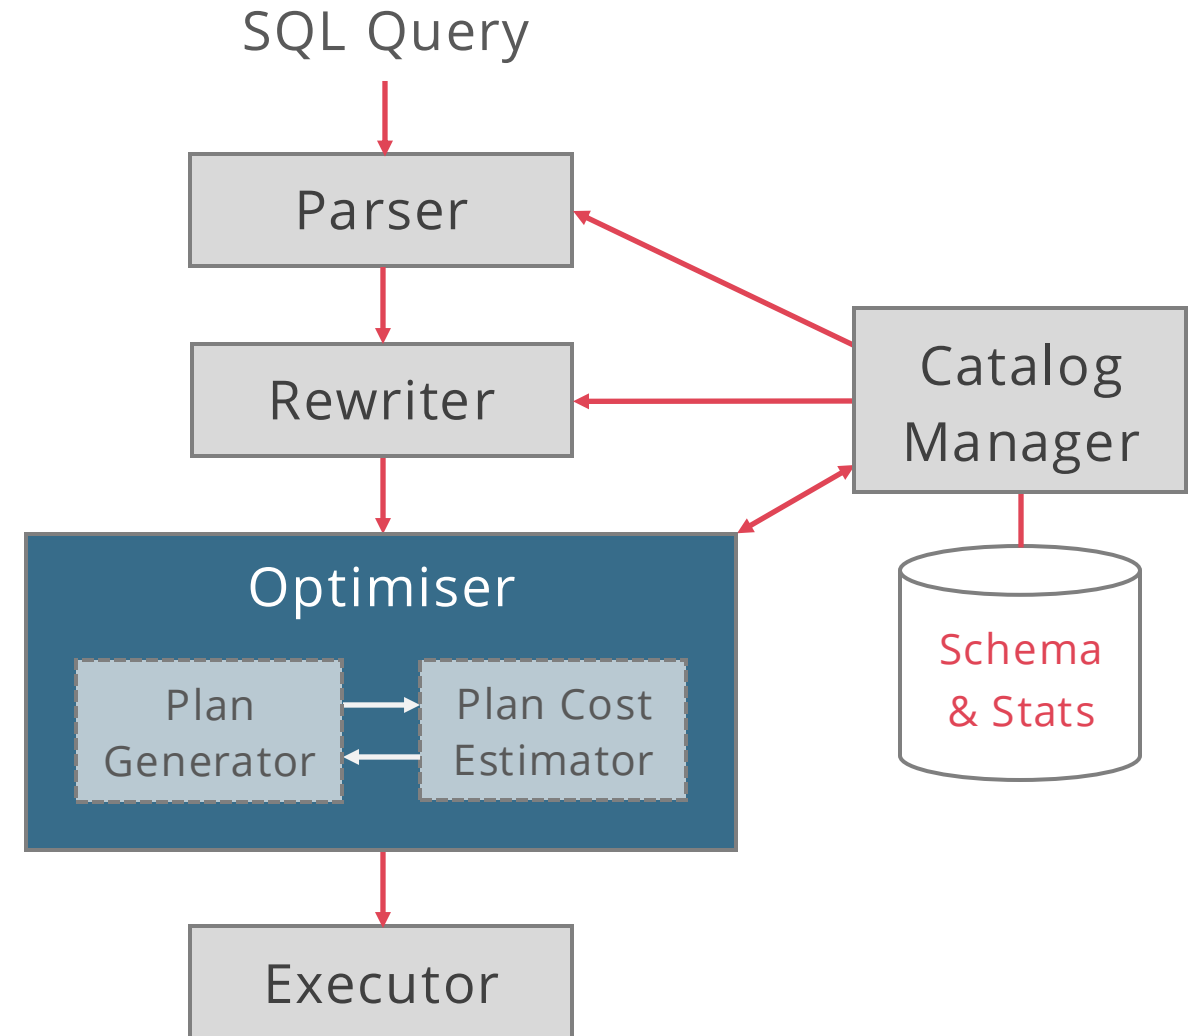 SQL Query
Parser
Rewriter
Catalog
Manager
Optimiser
Plan
Generator
Plan Cost
Estimator
Schema
& Stats
Executor